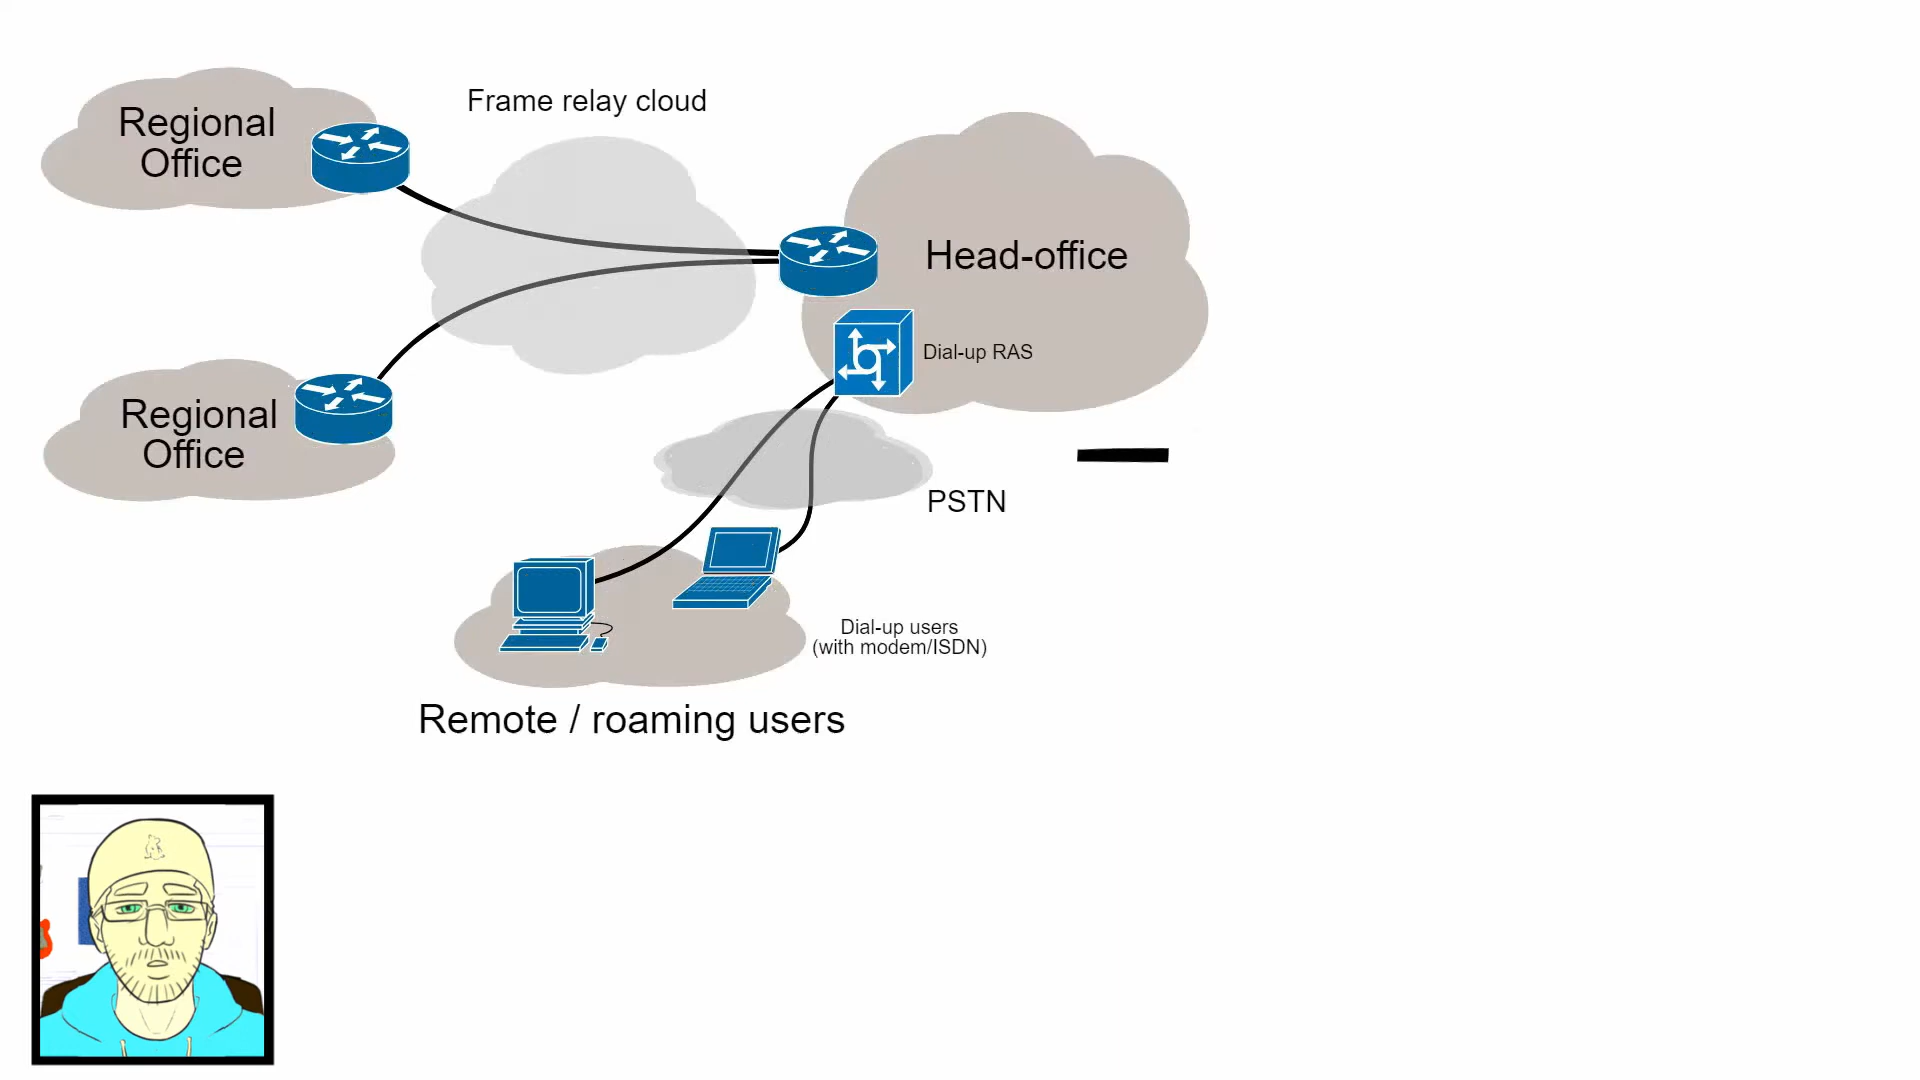 Regional
Office
Frame relay cloud
Head-office
Dial-up RAS
Regional
Office
PSTN
Dial-up users
(with modem/ISDN)
Remote / roaming users